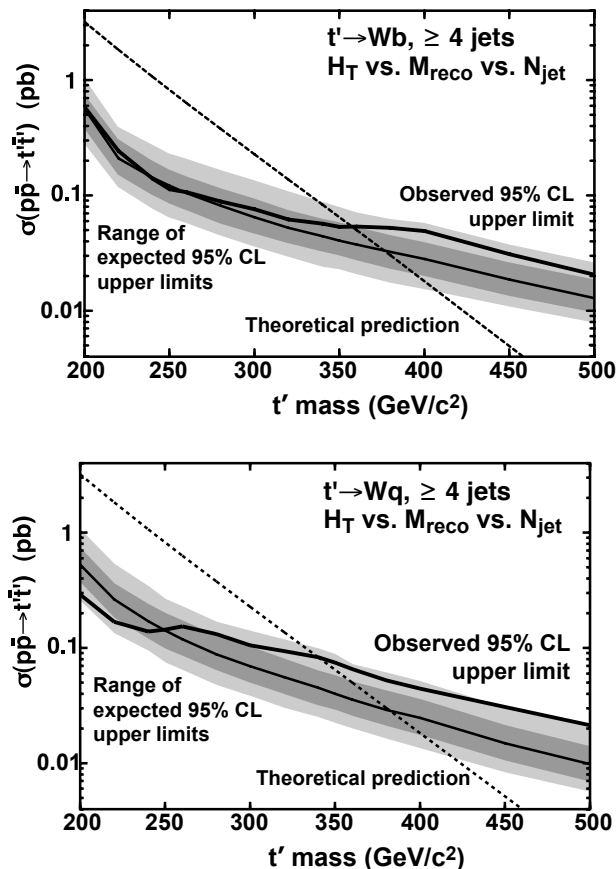 t'→Wb, ≥ 4 jets
H_T vs. M_reco vs. N_jet
σ(pp̄→t't̄') (pb)
1
0.1
0.01
Observed 95% CL
upper limit
Range of
expected 95% CL
upper limits
Theoretical prediction
200 250 300 350 400 450 500
t′ mass (GeV/c²)
t'→Wq, ≥ 4 jets
H_T vs. M_reco vs. N_jet
σ(pp̄→t't̄') (pb)
1
0.1
0.01
Observed 95% CL
upper limit
Range of
expected 95% CL
upper limits
Theoretical prediction
200 250 300 350 400 450 500
t′ mass (GeV/c²)